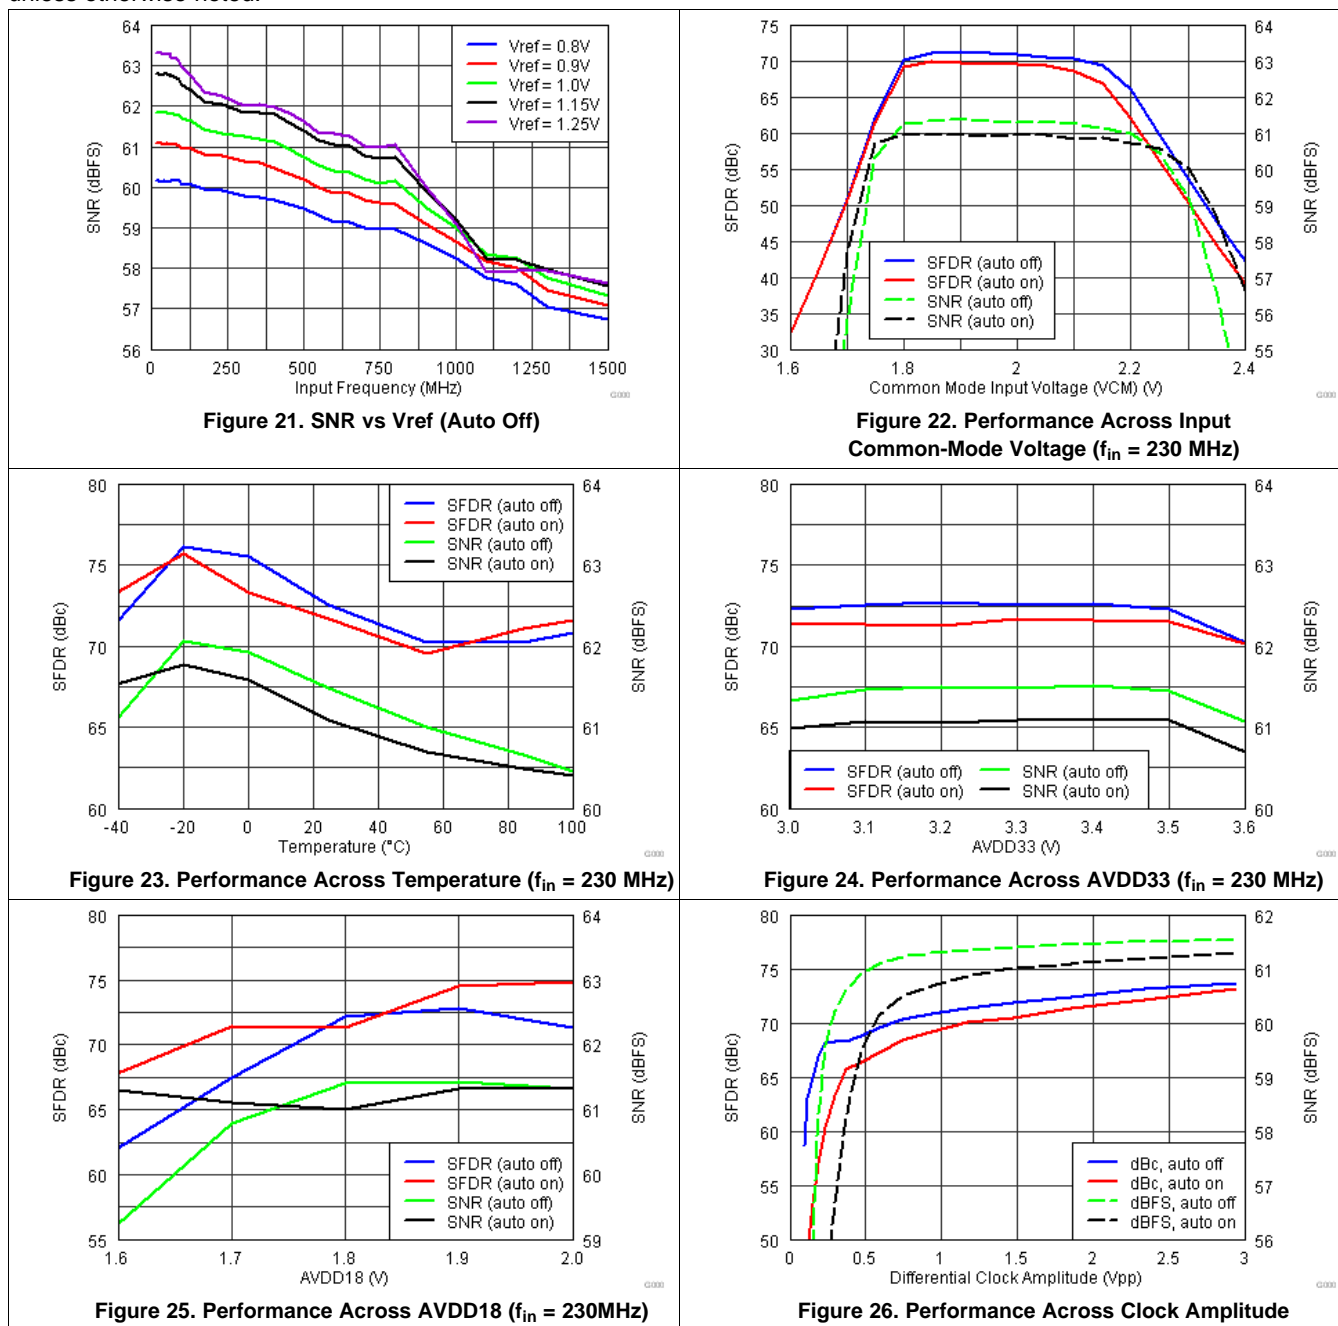 Vref = 0.8V
Vref = 0.9V
Vref = 1.0V
Vref = 1.15V
Vref = 1.25V
64
63
62
61
60
59
58
57
56
SNR (dBFS)
0 250 500 750 1000 1250 1500
Input Frequency (MHz)
Figure 21. SNR vs Vref (Auto Off)
75
70
65
60
55
50
45
40
35
30
SFDR (dBc)
64
63
62
61
60
59
58
57
56
55
SNR (dBFS)
SFDR (auto off)
SFDR (auto on)
SNR (auto off)
SNR (auto on)
1.6 1.8 2 2.2 2.4
Common Mode Input Voltage (VCM) (V)
Figure 22. Performance Across Input
Common-Mode Voltage (fin = 230 MHz)
80
75
70
65
60
SFDR (dBc)
64
63
62
61
60
SNR (dBFS)
SFDR (auto off)
SFDR (auto on)
SNR (auto off)
SNR (auto on)
-40 -20 0 20 40 60 80 100
Temperature (°C)
Figure 23. Performance Across Temperature (fin = 230 MHz)
80
75
70
65
60
SFDR (dBc)
64
63
62
61
60
SNR (dBFS)
SFDR (auto off) SNR (auto off)
SFDR (auto on) SNR (auto on)
3.0 3.1 3.2 3.3 3.4 3.5 3.6
AVDD33 (V)
Figure 24. Performance Across AVDD33 (fin = 230 MHz)
80
75
70
65
60
55
SFDR (dBc)
64
63
62
61
60
59
SNR (dBFS)
SFDR (auto off)
SFDR (auto on)
SNR (auto off)
SNR (auto on)
1.6 1.7 1.8 1.9 2.0
AVDD18 (V)
Figure 25. Performance Across AVDD18 (fin = 230MHz)
80
75
70
65
60
55
50
SFDR (dBc)
62
61
60
59
58
57
56
SNR (dBFS)
dBc, auto off
dBc, auto on
dBFS, auto off
dBFS, auto on
0 0.5 1 1.5 2 2.5 3
Differential Clock Amplitude (Vpp)
Figure 26. Performance Across Clock Amplitude